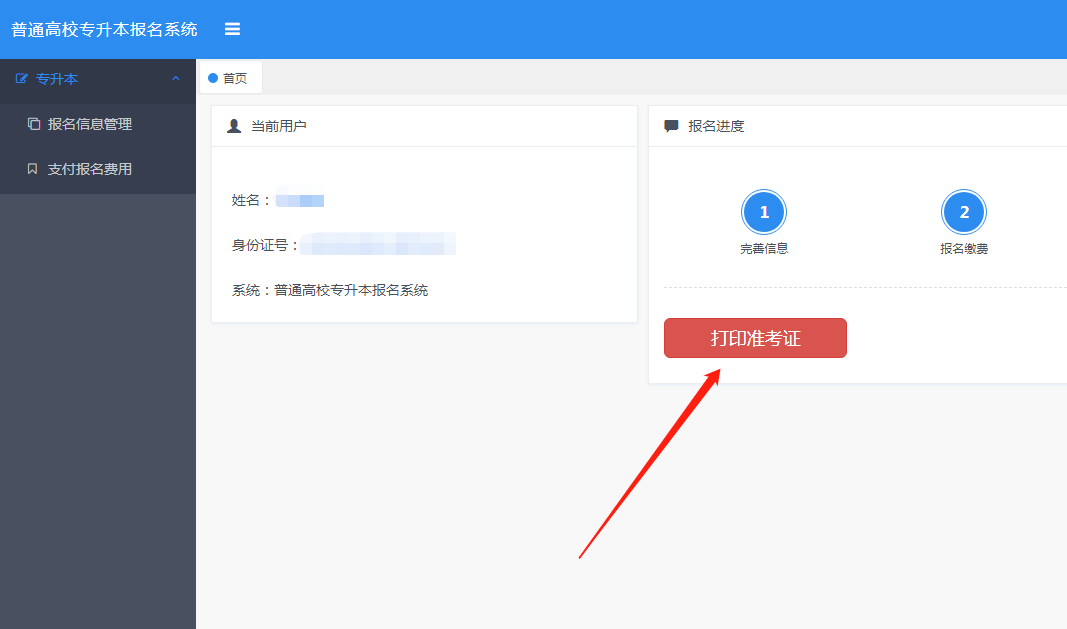 普通高校专升本报名系统
专升本
报名信息管理
支付报名费用
首页
当前用户
姓名：
身份证号：
系统：普通高校专升本报名系统
报名进度
1
完善信息
2
报名缴费
打印准考证